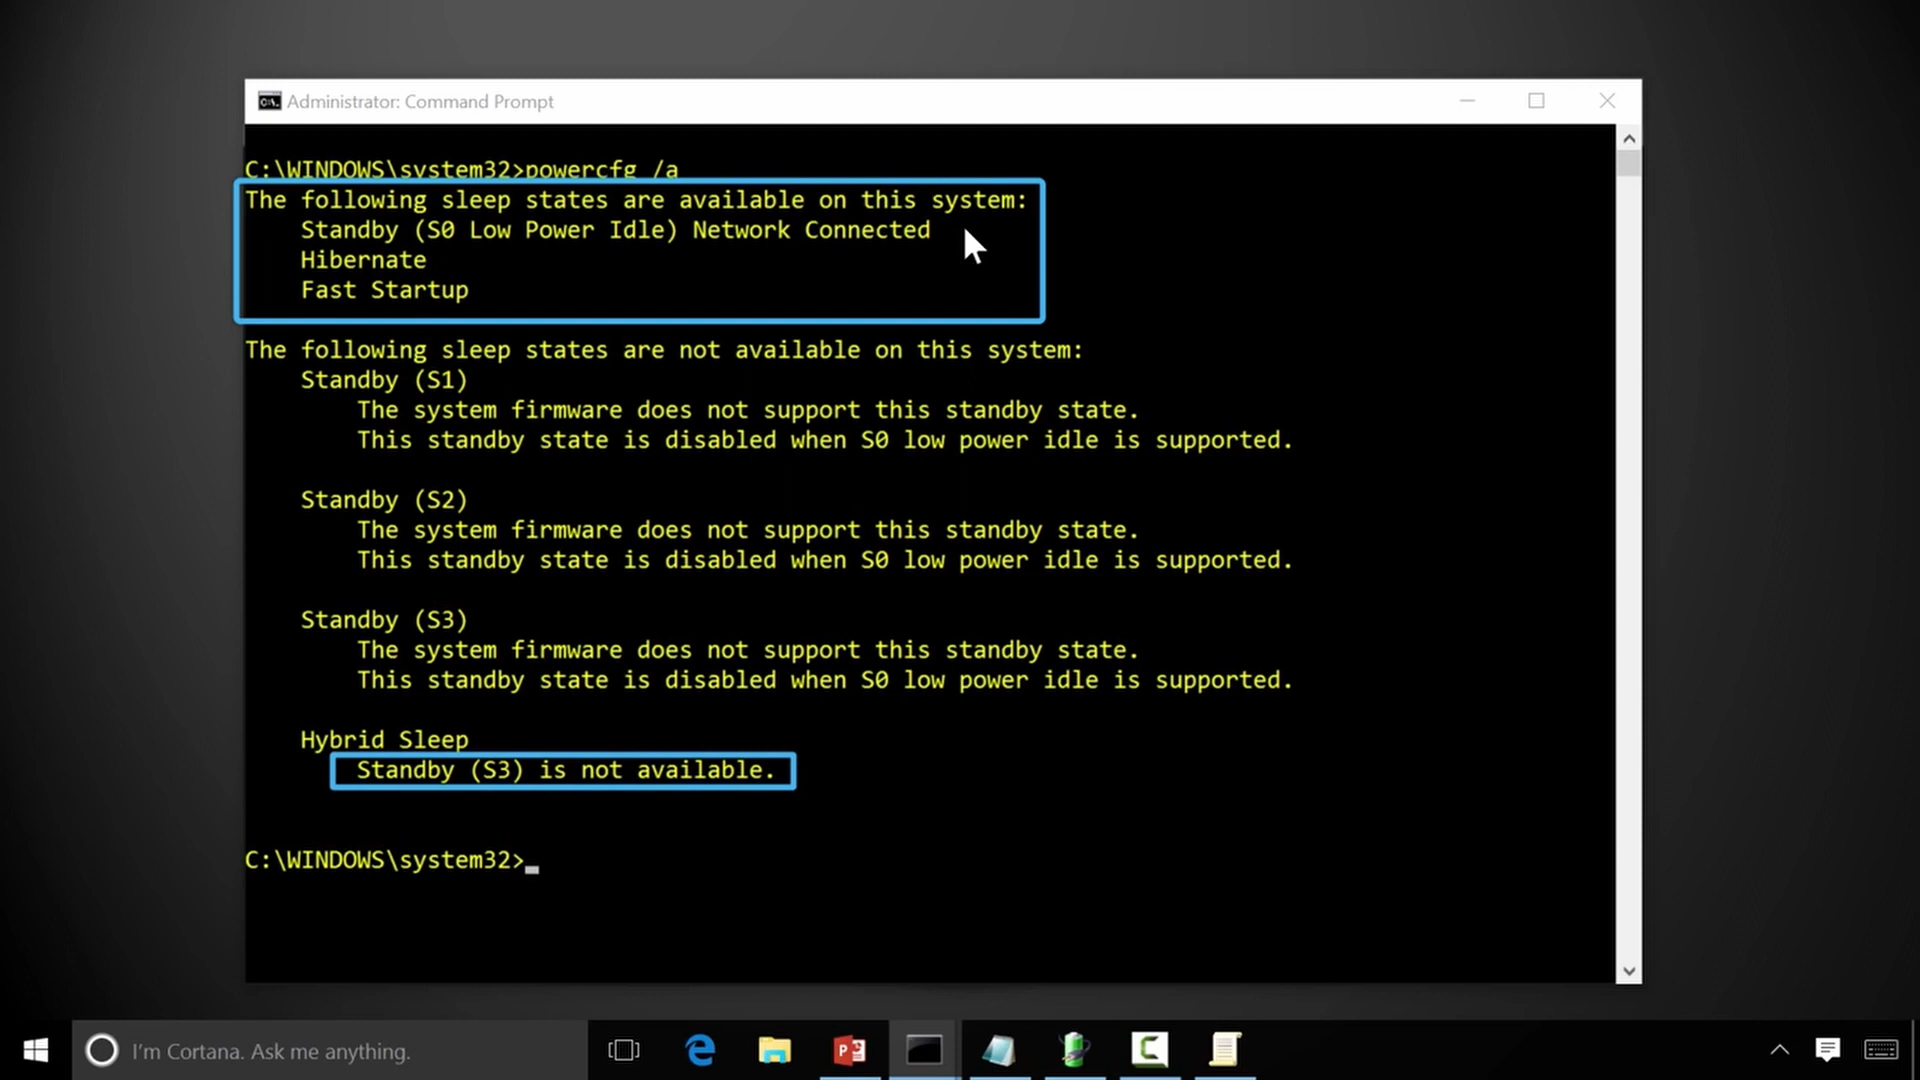 Administrator: Command Prompt
C:\WINDOWS\system32>powercfg /a
The following sleep states are available on this system:
Standby (S0 Low Power Idle) Network Connected
Hibernate
Fast Startup
The following sleep states are not available on this system:
Standby (S1)
The system firmware does not support this standby state.
This standby state is disabled when S0 low power idle is supported.
Standby (S2)
The system firmware does not support this standby state.
This standby state is disabled when S0 low power idle is supported.
Standby (S3)
The system firmware does not support this standby state.
This standby state is disabled when S0 low power idle is supported.
Hybrid Sleep
Standby (S3) is not available.
C:\WINDOWS\system32>
I'm Cortana. Ask me anything.